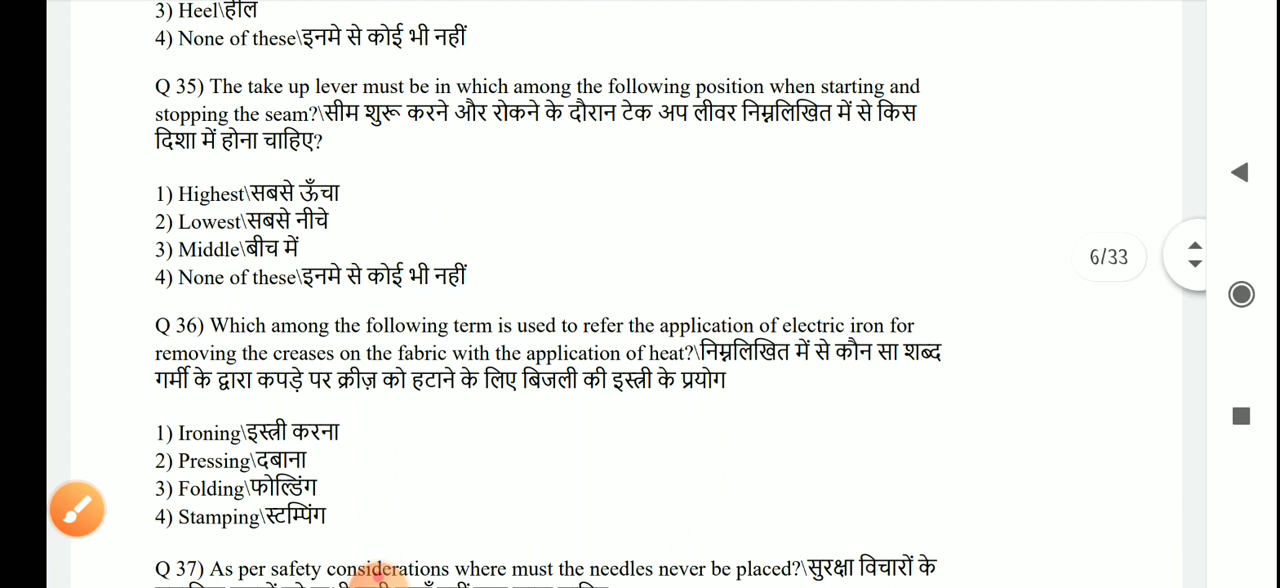 3) Heel\हील
4) None of these\इनमे से कोई भी नहीं
Q 35) The take up lever must be in which among the following position when starting and
stopping the seam?\सीम शुरू करने और रोकने के दौरान टेक अप लीवर निम्नलिखित में से किस
दिशा में होना चाहिए?
1) Highest\सबसे ऊँचा
2) Lowest\सबसे नीचे
3) Middle\बीच में
4) None of these\इनमे से कोई भी नहीं
6/33
Q 36) Which among the following term is used to refer the application of electric iron for
removing the creases on the fabric with the application of heat?\निम्नलिखित में से कौन सा शब्द
गर्मी के द्वारा कपड़े पर क्रीज़ को हटाने के लिए बिजली की इस्त्री के प्रयोग
1) Ironing\इस्त्री करना
2) Pressing\दबाना
3) Folding\फोल्डिंग
4) Stamping\स्टम्पिंग
Q 37) As per safety considerations where must the needles never be placed?\सुरक्षा विचारों के